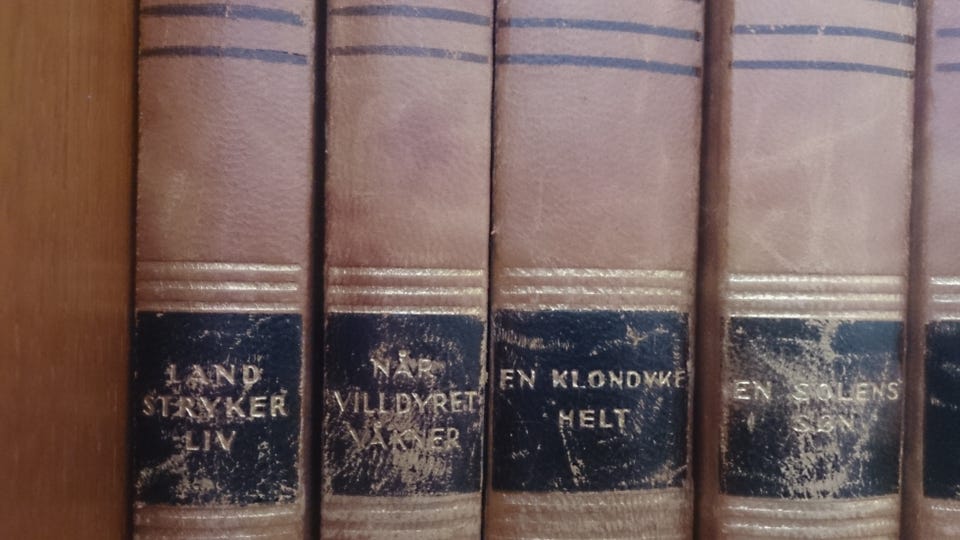 LAND
STRYKER
LIV
NÅR
VILLDYRET
VÅKNER
EN KLONDYKE
HELT
EN SOLENS
SØN